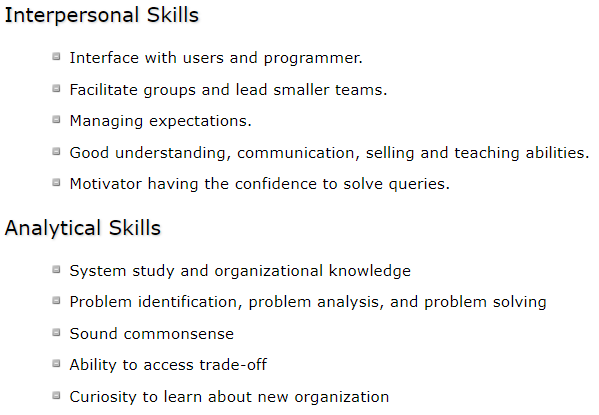 Interpersonal Skills
Interface with users and programmer.
Facilitate groups and lead smaller teams.
Managing expectations.
Good understanding, communication, selling and teaching abilities.
Motivator having the confidence to solve queries.
Analytical Skills
System study and organizational knowledge
Problem identification, problem analysis, and problem solving
Sound commonsense
Ability to access trade-off
Curiosity to learn about new organization